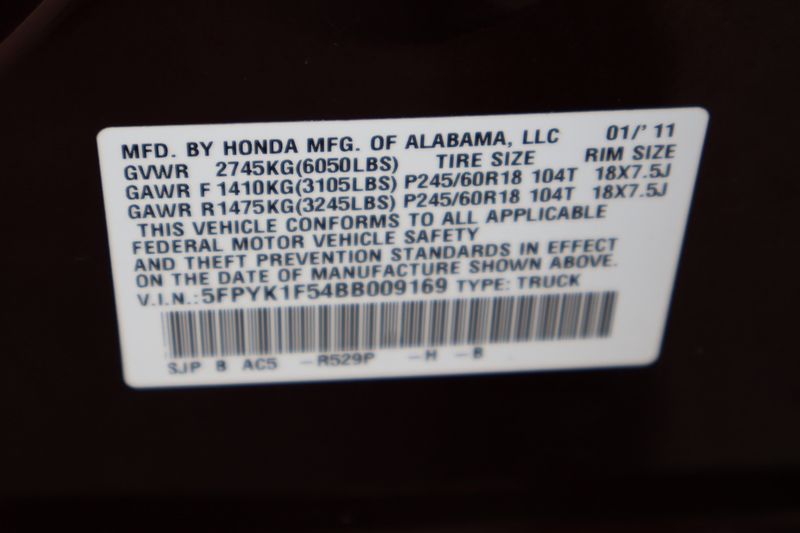 MFD. BY HONDA MFG. OF ALABAMA, LLC 01/' 11
GVWR 2745KG(6050LBS) TIRE SIZE RIM SIZE
GAWR F 1410KG(3105LBS) P245/60R18 104T 18X7.5J
GAWR R 1475KG(3245LBS) P245/60R18 104T 18X7.5J
THIS VEHICLE CONFORMS TO ALL APPLICABLE
FEDERAL MOTOR VEHICLE SAFETY
AND THEFT PREVENTION STANDARDS IN EFFECT
ON THE DATE OF MANUFACTURE SHOWN ABOVE.
V.I.N.: 5FPYK1F54BB009169 TYPE: TRUCK
SJP 8 AC5 -R529P -H -B